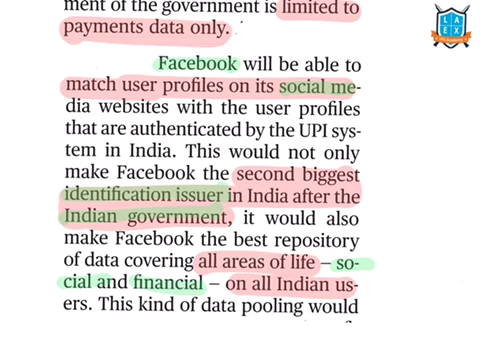 ment of the government is limited to
payments data only.
Facebook will be able to
match user profiles on its social me-
dia websites with the user profiles
that are authenticated by the UPI sys-
tem in India. This would not only
make Facebook the second biggest
identification issuer in India after the
Indian government, it would also
make Facebook the best repository
of data covering all areas of life – so-
cial and financial – on all Indian us-
ers. This kind of data pooling would
L A
E X